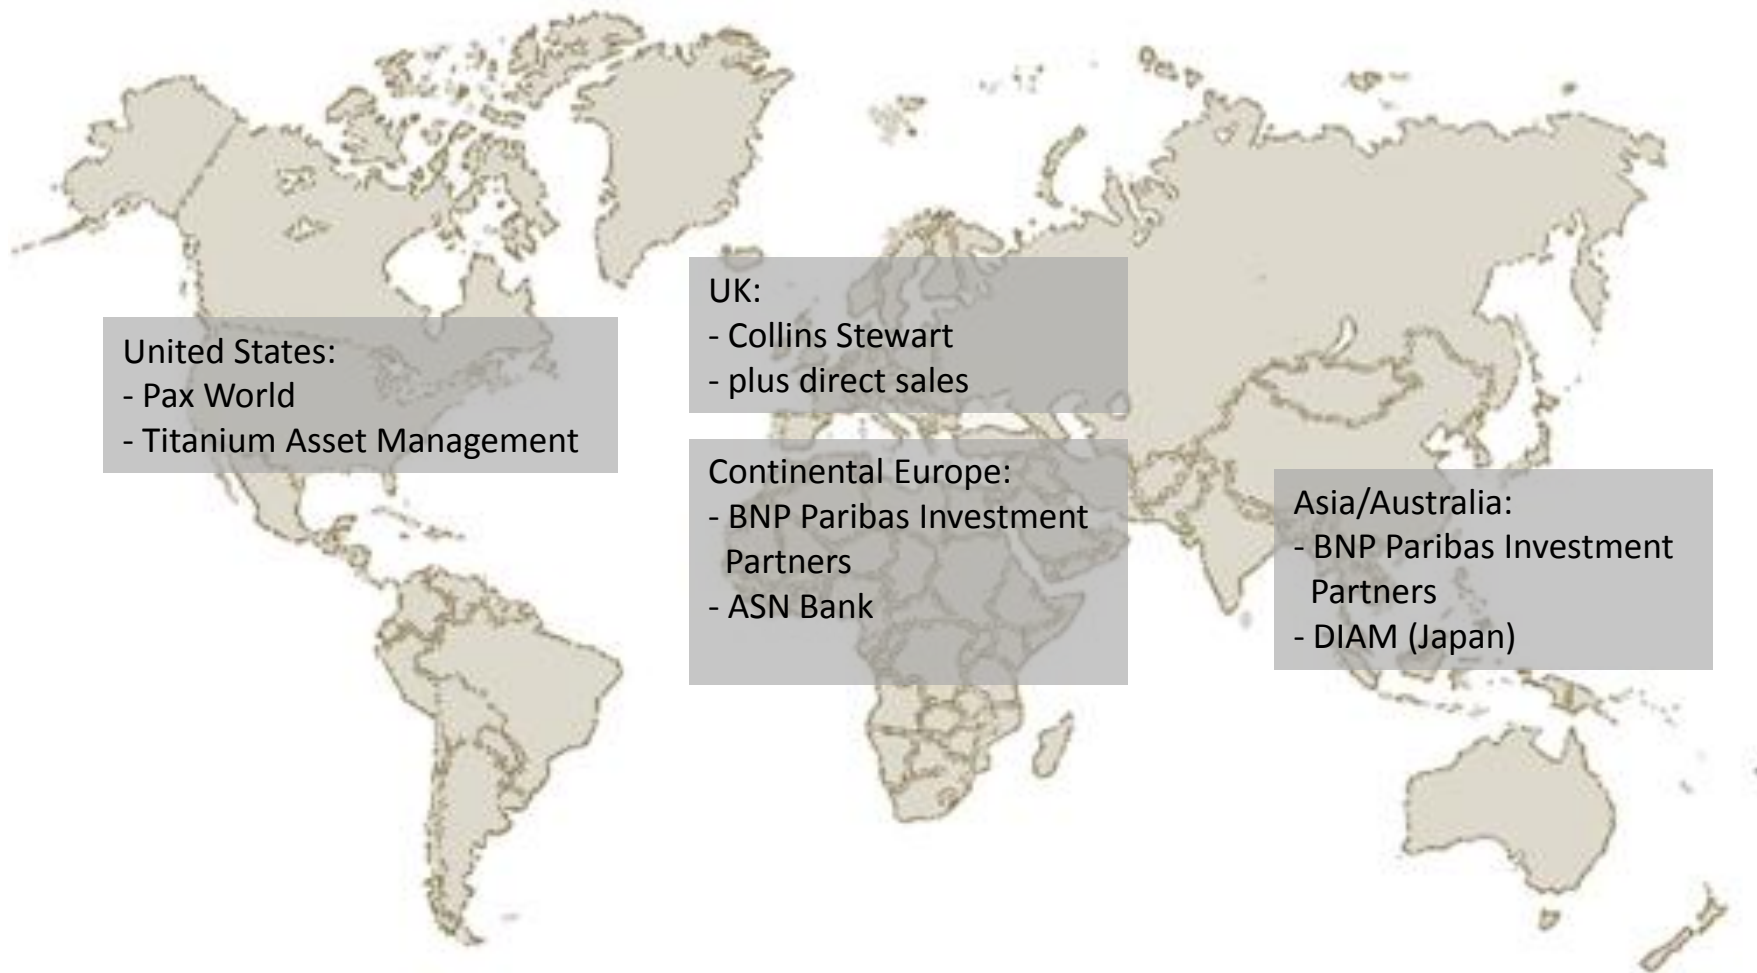 United States:
- Pax World
- Titanium Asset Management
UK:
- Collins Stewart
- plus direct sales
Continental Europe:
- BNP Paribas Investment
Partners
- ASN Bank
Asia/Australia:
- BNP Paribas Investment
Partners
- DIAM (Japan)